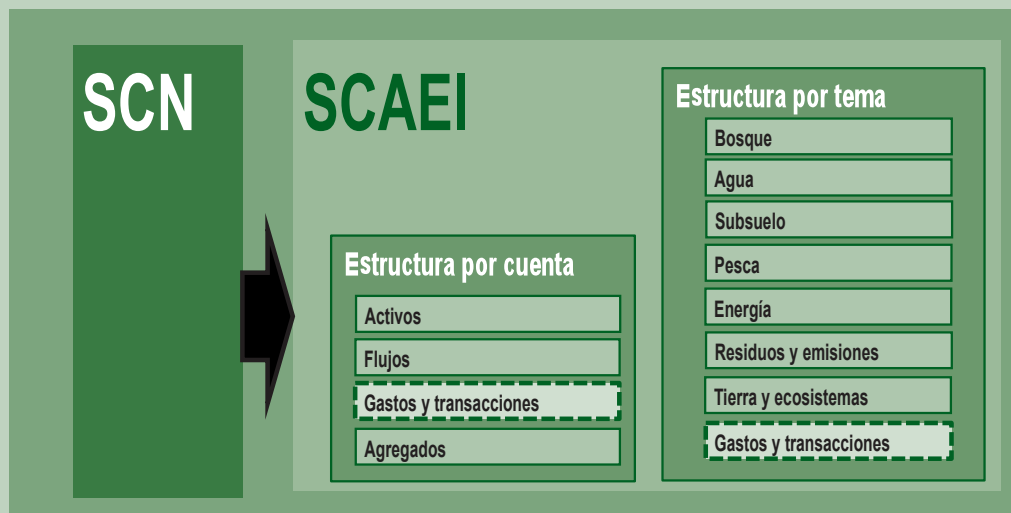 SCN
SCAEI
Estructura por cuenta
Activos
Flujos
Gastos y transacciones
Agregados
Estructura por tema
Bosque
Agua
Subsuelo
Pesca
Energía
Residuos y emisiones
Tierra y ecosistemas
Gastos y transacciones